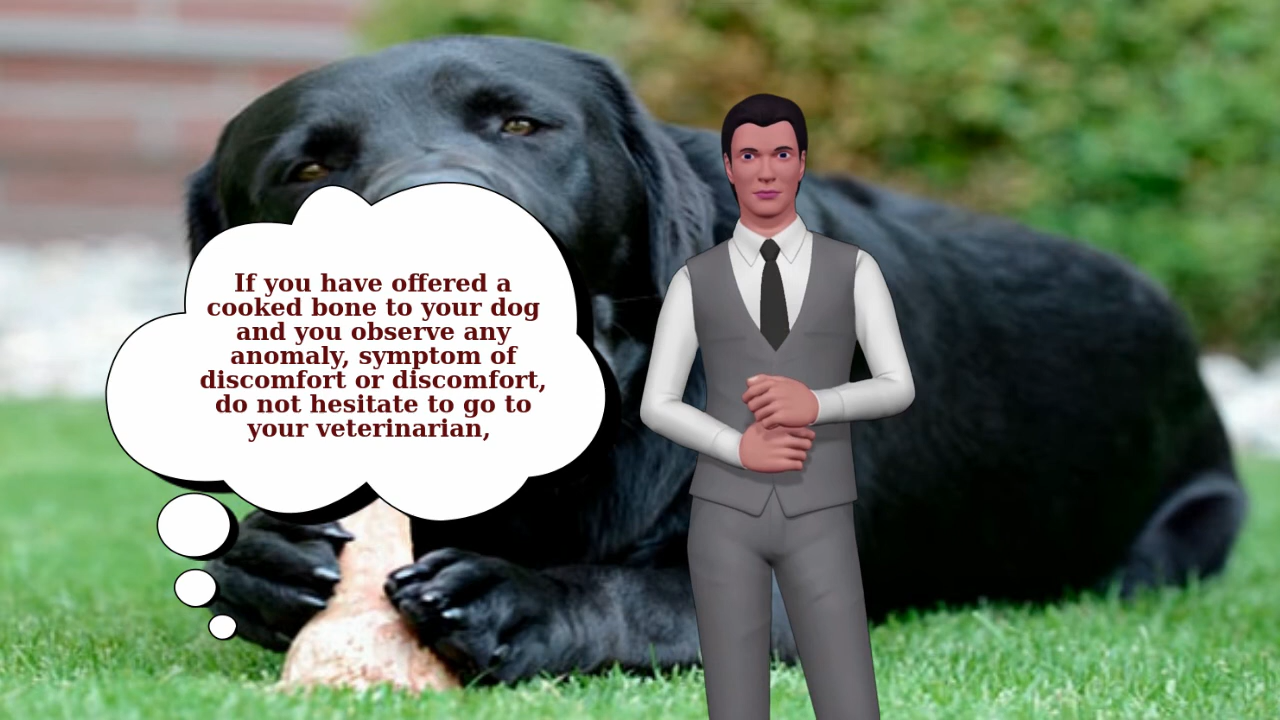 If you have offered a
cooked bone to your dog
and you observe any
anomaly, symptom of
discomfort or discomfort,
do not hesitate to go to
your veterinarian,